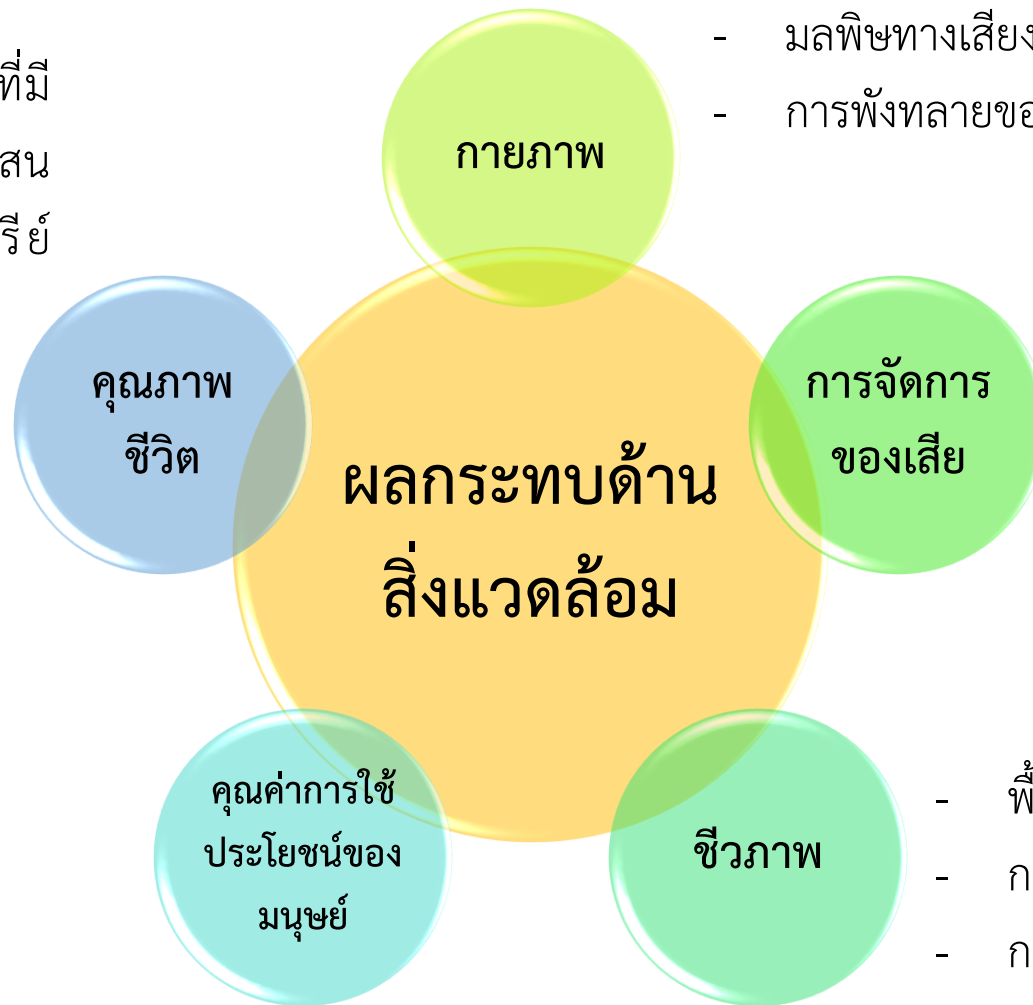 - มลพิษทางเสียง
- การพังทลายของ
ที่มี
สน
รีย์
กายภาพ
คุณภาพ
ชีวิต
การจัดการ
ของเสีย
ผลกระทบด้าน
สิ่งแวดล้อม
คุณค่าการใช้
ประโยชน์ของ
มนุษย์
ชีวภาพ
- พื้
- ก
- ก